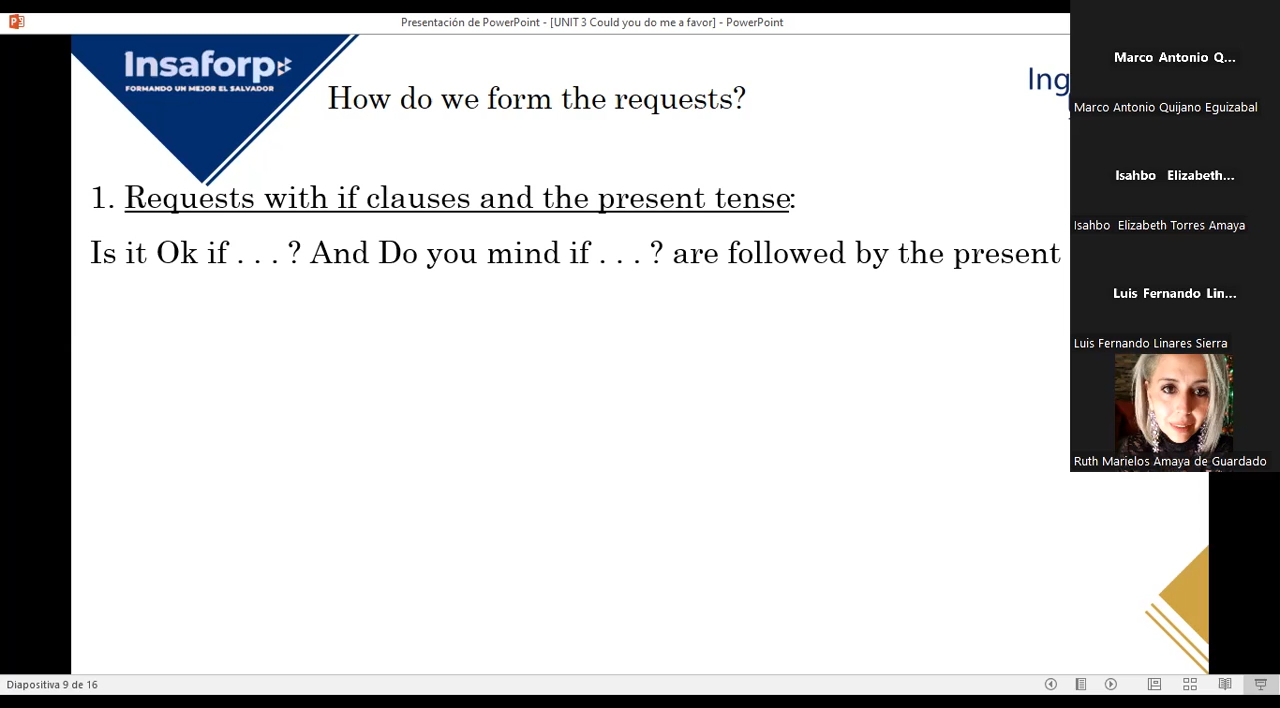 Presentación de PowerPoint - [UNIT 3 Could you do me a favor] - PowerPoint
Insaforp
FORMANDO UN MEJOR EL SALVADOR
How do we form the requests?
Ing
1. Requests with if clauses and the present tense:
Is it Ok if . . . ? And Do you mind if . . . ? are followed by the present
Marco Antonio Q...
Marco Antonio Quijano Eguizabal
Isahbo Elizabeth...
Isahbo Elizabeth Torres Amaya
Luis Fernando Lin...
Luis Fernando Linares Sierra
Ruth Marielos Amaya de Guardado
Diapositiva 9 de 16